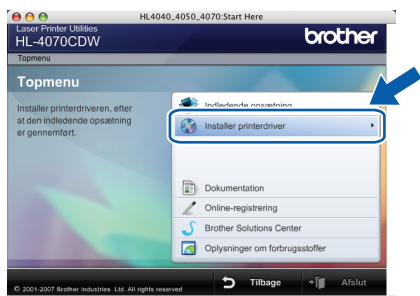 HL4040_4050_4070:Start Here
Laser Printer Utilities
HL-4070CDW
brother
Topmenu
Topmenu
Installer printerdriveren, efter
at den indledende opsætning
er gennemført.
Indledende opsætning
Installer printerdriver
Dokumentation
Online-registrering
Brother Solutions Center
Oplysninger om forbrugsstoffer
© 2001-2007 Brother Industries Ltd. All rights reserved
Tilbage
Afslut